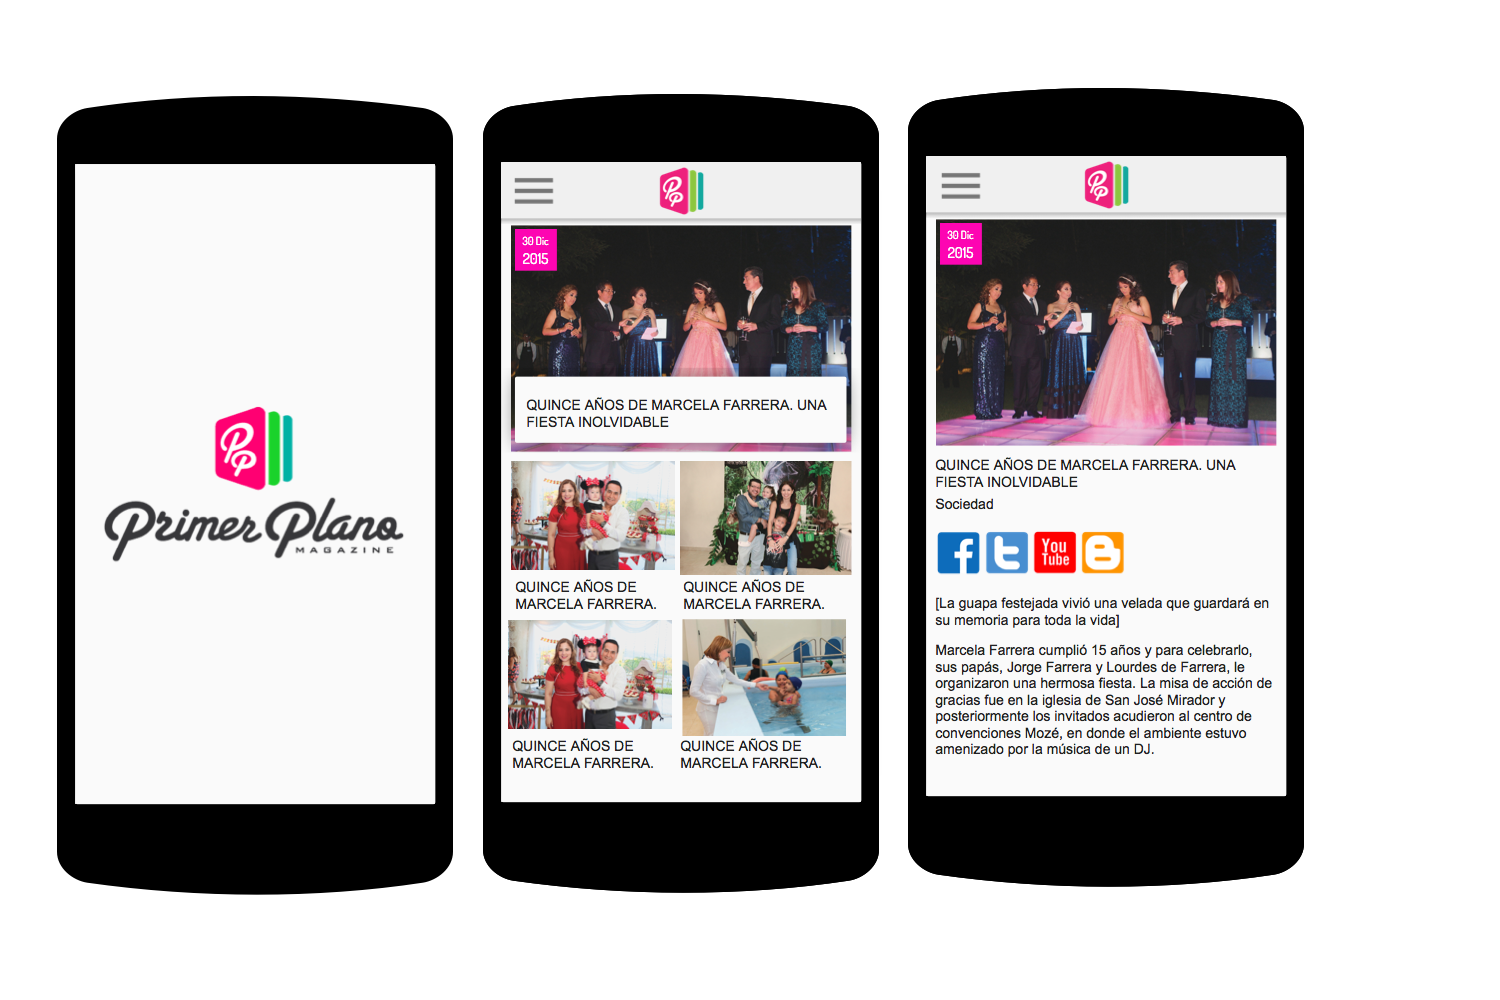 PP
Primer Plano
MAGAZINE
PP
30 Dic
2015
QUINCE AÑOS DE MARCELA FARRERA. UNA
FIESTA INOLVIDABLE
QUINCE AÑOS DE
MARCELA FARRERA.
QUINCE AÑOS DE
MARCELA FARRERA.
QUINCE AÑOS DE
MARCELA FARRERA.
QUINCE AÑOS DE
MARCELA FARRERA.
PP
30 Dic
2015
QUINCE AÑOS DE MARCELA FARRERA. UNA
FIESTA INOLVIDABLE
Sociedad
f t You Tube B
[La guapa festejada vivió una velada que guardará en
su memoria para toda la vida]
Marcela Farrera cumplió 15 años y para celebrarlo,
sus papás, Jorge Farrera y Lourdes de Farrera, le
organizaron una hermosa fiesta. La misa de acción de
gracias fue en la iglesia de San José Mirador y
posteriormente los invitados acudieron al centro de
convenciones Mozé, en donde el ambiente estuvo
amenizado por la música de un DJ.